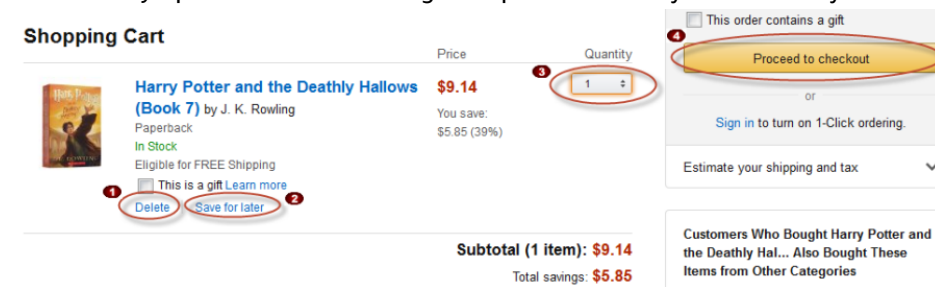 Shopping Cart
Price
Quantity
3
1
Harry Potter and the Deathly Hallows
(Book 7) by J. K. Rowling
Paperback
In Stock
Eligible for FREE Shipping
This is a gift Learn more
1
Delete
Save for later
2
$9.14
You save:
$5.85 (39%)
Subtotal (1 item): $9.14
Total savings: $5.85
This order contains a gift
4
Proceed to checkout
or
Sign in to turn on 1-Click ordering.
Estimate your shipping and tax
Customers Who Bought Harry Potter and
the Deathly Hal... Also Bought These
Items from Other Categories